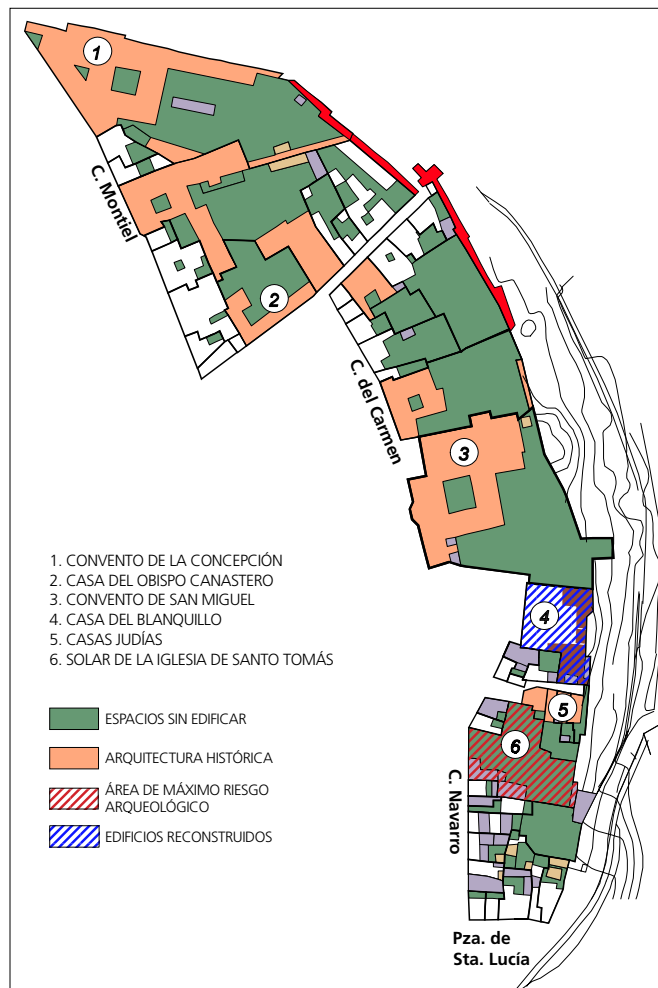 1
C. Montiel
2
C. del Carmen
3
1. CONVENTO DE LA CONCEPCIÓN
2. CASA DEL OBISPO CANASTERO
3. CONVENTO DE SAN MIGUEL
4. CASA DEL BLANQUILLO
5. CASAS JUDÍAS
6. SOLAR DE LA IGLESIA DE SANTO TOMÁS
4
5
6
ESPACIOS SIN EDIFICAR
ARQUITECTURA HISTÓRICA
ÁREA DE MÁXIMO RIESGO
ARQUEOLÓGICO
EDIFICIOS RECONSTRUIDOS
C. Navarro
Pza. de
Sta. Lucía